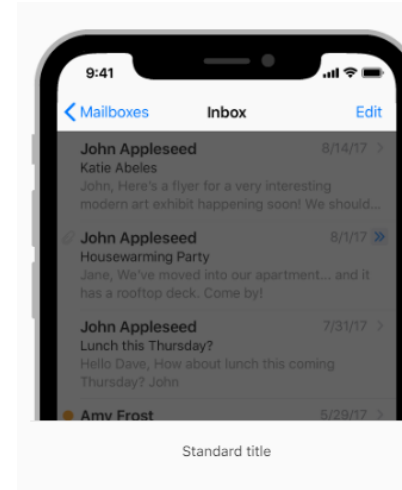 9:41
Mailboxes Inbox Edit
John Appleseed 8/14/17
Katie Abeles
John, Here's a flyer for a very interesting
modern art exhibit happening soon! We should...
John Appleseed 8/1/17
Housewarming Party
Jane, We've moved into our apartment... and it
has a rooftop deck. Come by!
John Appleseed 7/31/17
Lunch this Thursday?
Hello Dave, How about lunch this coming
Thursday? John
Amy Frost 5/29/17
Standard title